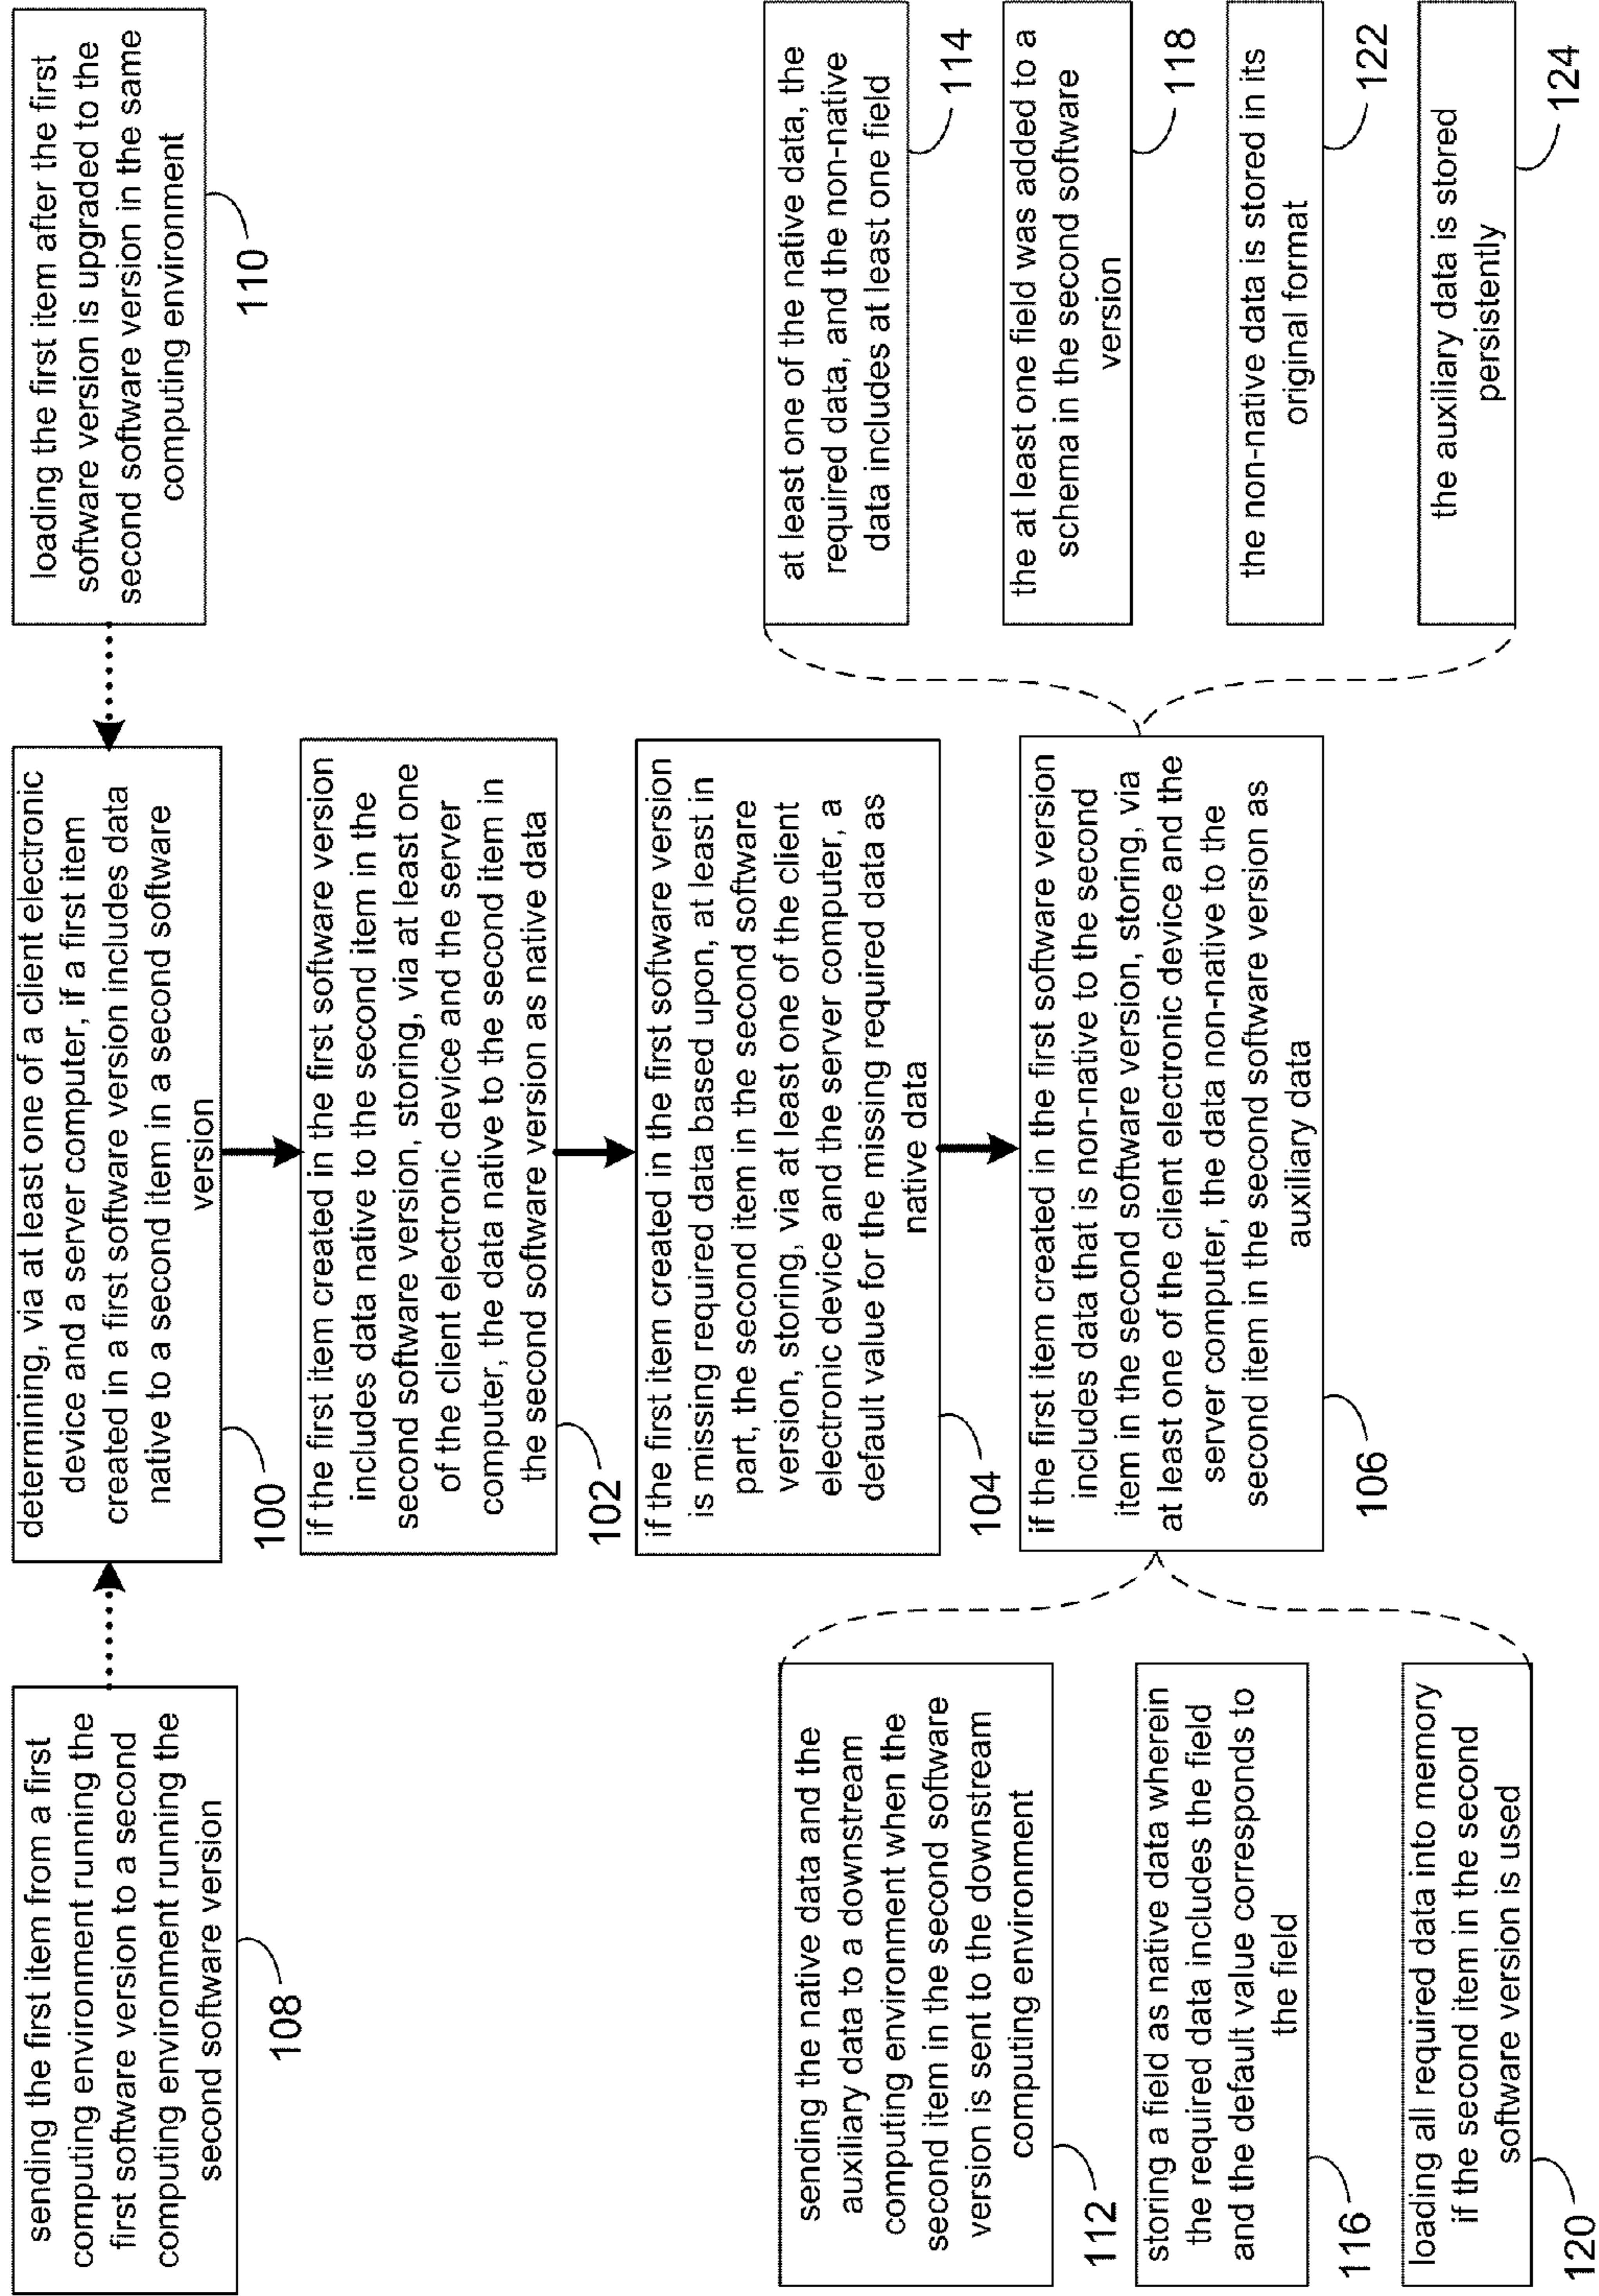 sending the first item from a first
computing environment running the
first software version to a second
computing environment running the
second software version
108
determining, via at least one of a client electronic
device and a server computer, if a first item
created in a first software version includes data
native to a second item in a second software
version
100
loading the first item after the first
software version is upgraded to the
second software version in the same
computing environment
110
if the first item created in the first software version
includes data native to the second item in the
second software version, storing, via at least one
of the client electronic device and the server
computer, the data native to the second item in
the second software version as native data
102
if the first item created in the first software version
is missing required data based upon, at least in
part, the second item in the second software
version, storing, via at least one of the client
electronic device and the server computer, a
default value for the missing required data as
native data
104
if the first item created in the first software version
includes data that is non-native to the second
item in the second software version, storing, via
at least one of the client electronic device and the
server computer, the data non-native to the
second item in the second software version as
auxiliary data
106
sending the native data and the
auxiliary data to a downstream
computing environment when the
second item in the second software
version is sent to the downstream
computing environment
112
storing a field as native data wherein
the required data includes the field
and the default value corresponds to
the field
116
loading all required data into memory
if the second item in the second
software version is used
120
at least one of the native data, the
required data, and the non-native
data includes at least one field
114
the at least one field was added to a
schema in the second software
version
118
the non-native data is stored in its
original format
122
the auxiliary data is stored
persistently
124